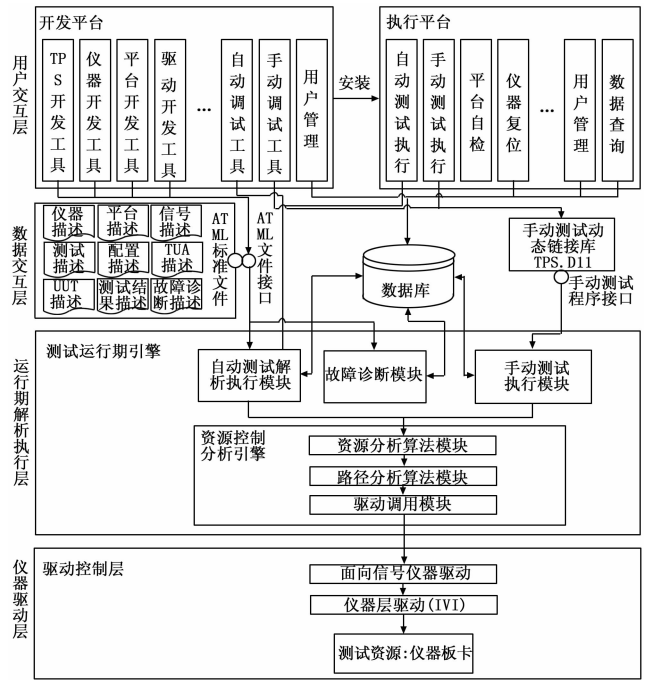 用户交互层
开发平台
TPS开发工具
仪器开发工具
平台开发工具
驱动开发工具
...
自动调试工具
手动调试工具
用户管理
安装
执行平台
自动测试执行
手动测试执行
平台自检
仪器复位
...
用户管理
数据查询
数据交互层
仪器
描述
平台
描述
信号
描述
测试
描述
配置
描述
TUA
描述
UUT
描述
测试结
果描述
故障诊
断描述
ATML标准文件
ATML文件接口
数据库
手动测试动
态链接库
TPS.D11
手动测试
程序接口
运行期解析执行层
测试运行期引擎
自动测试解
析执行模块
故障诊断模块
手动测试
执行模块
资源控制
分析引擎
资源分析算法模块
路径分析算法模块
驱动调用模块
仪器驱动层
驱动控制层
面向信号仪器驱动
仪器层驱动(IVI)
测试资源:仪器板卡